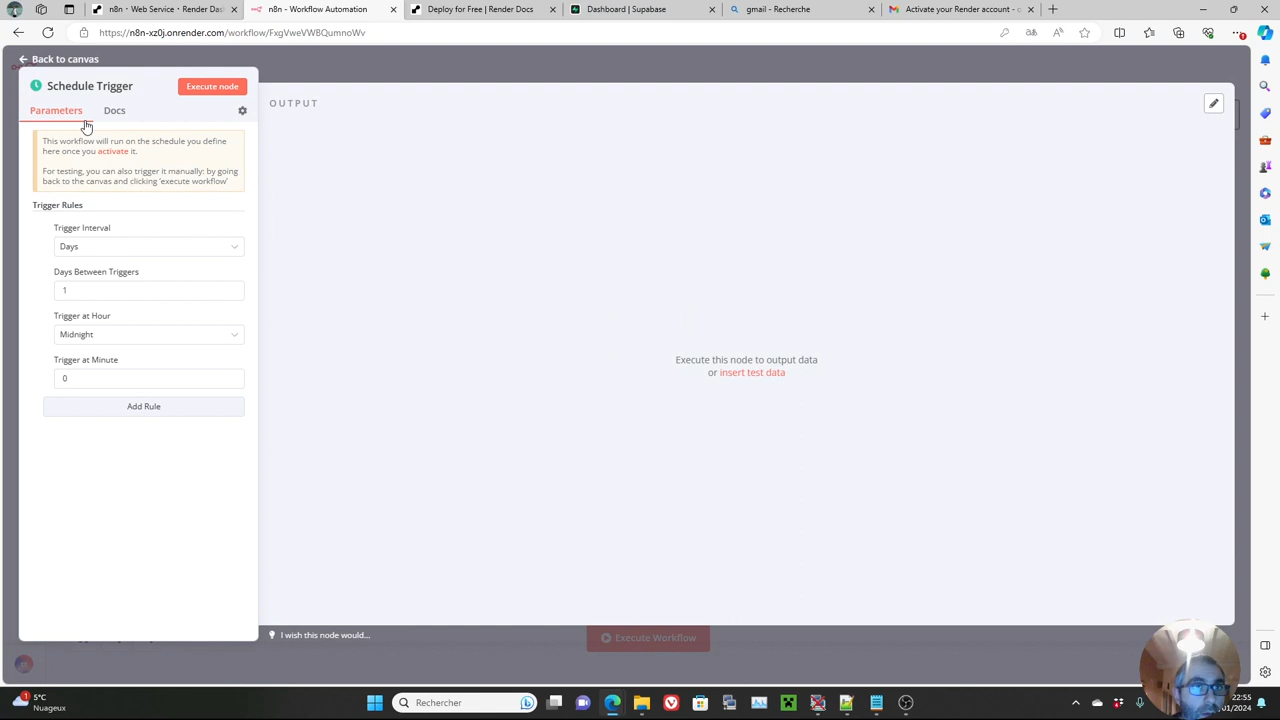 n8n · Web Service · Render Das
n8n - Workflow Automation
Deploy for Free | Render Docs
Dashboard | Supabase
gmail - Recherche
Activate your Render account - c
https://n8n-xz0j.onrender.com/workflow/FxgVweVWBQumnoWv
Back to canvas
Schedule Trigger
Execute node
Parameters
Docs
OUTPUT
This workflow will run on the schedule you define
here once you activate it.
For testing, you can also trigger it manually: by going
back to the canvas and clicking 'execute workflow'
Trigger Rules
Trigger Interval
Days
Days Between Triggers
1
Trigger at Hour
Midnight
Trigger at Minute
0
Add Rule
Execute this node to output data
or insert test data
I wish this node would...
Execute Workflow
1
5°C
Nuageux
Rechercher
22:55
/01/2024